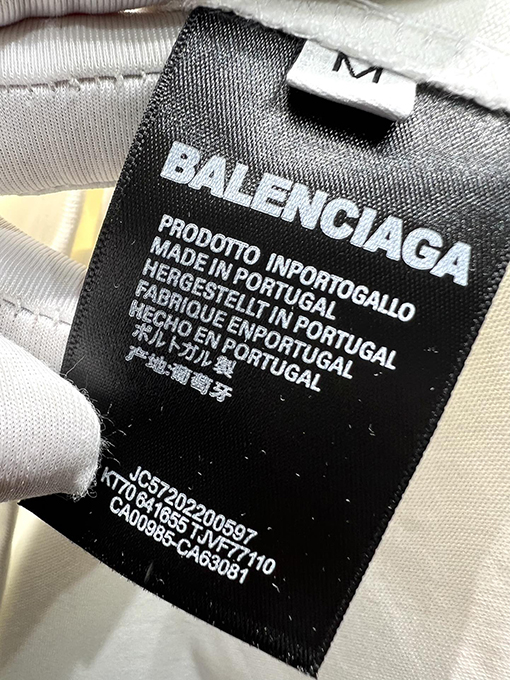 M
BALENCIAGA
PRODOTTO INPORTOGALLO
MADE IN PORTUGAL
HERGESTELLT IN PORTUGAL
FABRIQUE ENPORTUGAL
HECHO EN PORTUGAL
ポルトガル製
产地:葡萄牙
JC57202200597
KT70 641655 TJVF77110
CA00985-CA63081